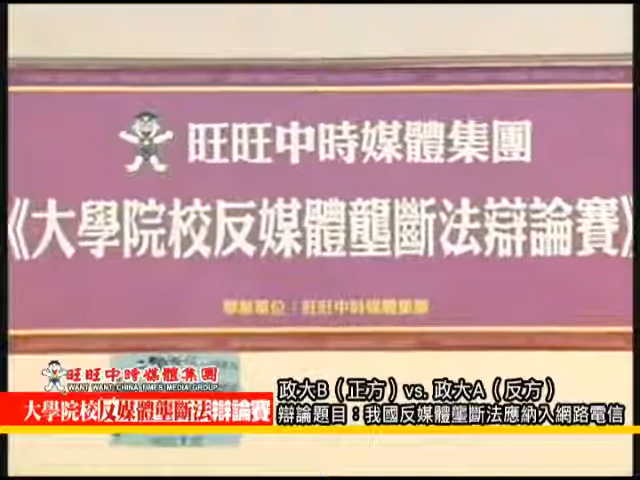 旺旺中時媒體集團
《大學院校反媒體壟斷法辯論賽》
舉辦單位：旺旺中時媒體集團
旺旺中時媒體集團
WANT WANT CHINA TIMES MEDIA GROUP
大學院校反媒體壟斷法辯論賽
政大B（正方）vs. 政大A（反方）
辯論題目：我國反媒體壟斷法應納入網路電信